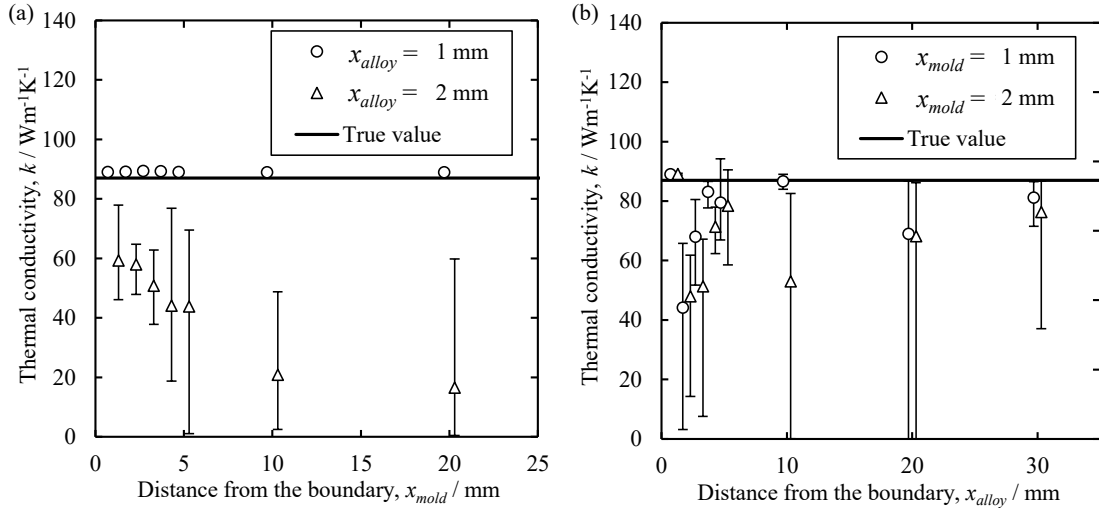 (a)
Thermal conductivity, k / Wm-1K-1
140
120
100
80
60
40
20
0
x_alloy = 1 mm
x_alloy = 2 mm
True value
0 5 10 15 20 25
Distance from the boundary, x_mold / mm
(b)
Thermal conductivity, k / Wm-1K-1
140
120
100
80
60
40
20
0
x_mold = 1 mm
x_mold = 2 mm
True value
0 10 20 30
Distance from the boundary, x_alloy / mm